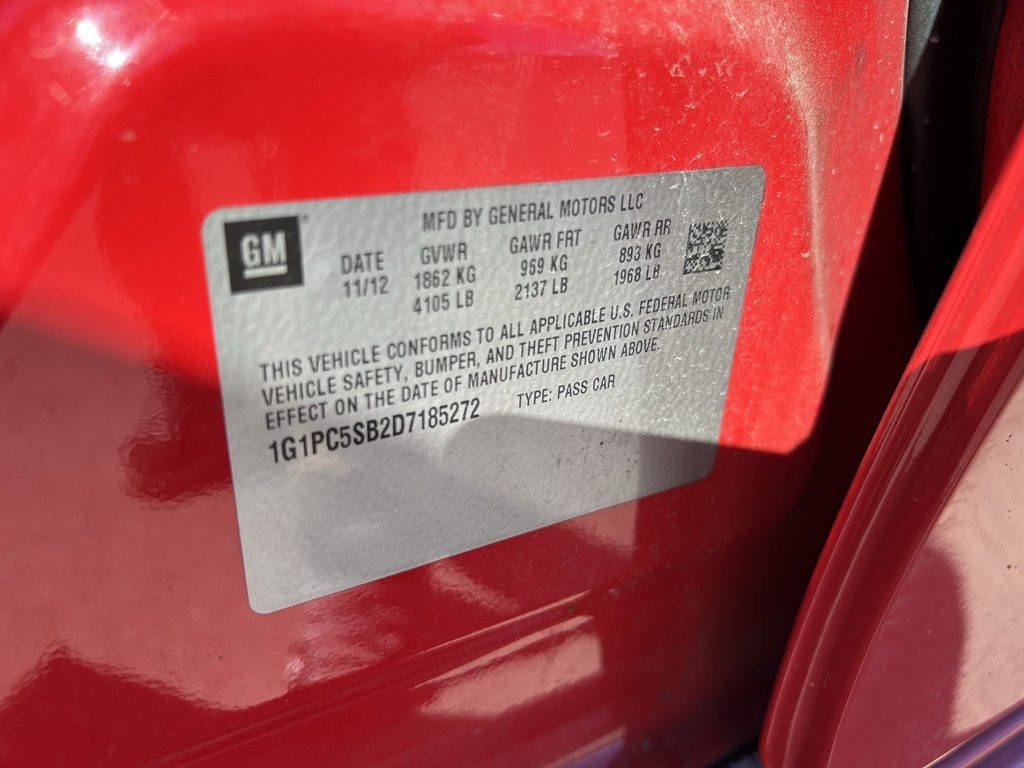 GM
MFD BY GENERAL MOTORS LLC
DATE GVWR GAWR FRT GAWR RR
11/12 1862 KG 969 KG 893 KG
4105 LB 2137 LB 1968 LB
THIS VEHICLE CONFORMS TO ALL APPLICABLE U.S. FEDERAL MOTOR
VEHICLE SAFETY, BUMPER, AND THEFT PREVENTION STANDARDS IN
EFFECT ON THE DATE OF MANUFACTURE SHOWN ABOVE.
1G1PC5SB2D7185272 TYPE: PASS CAR